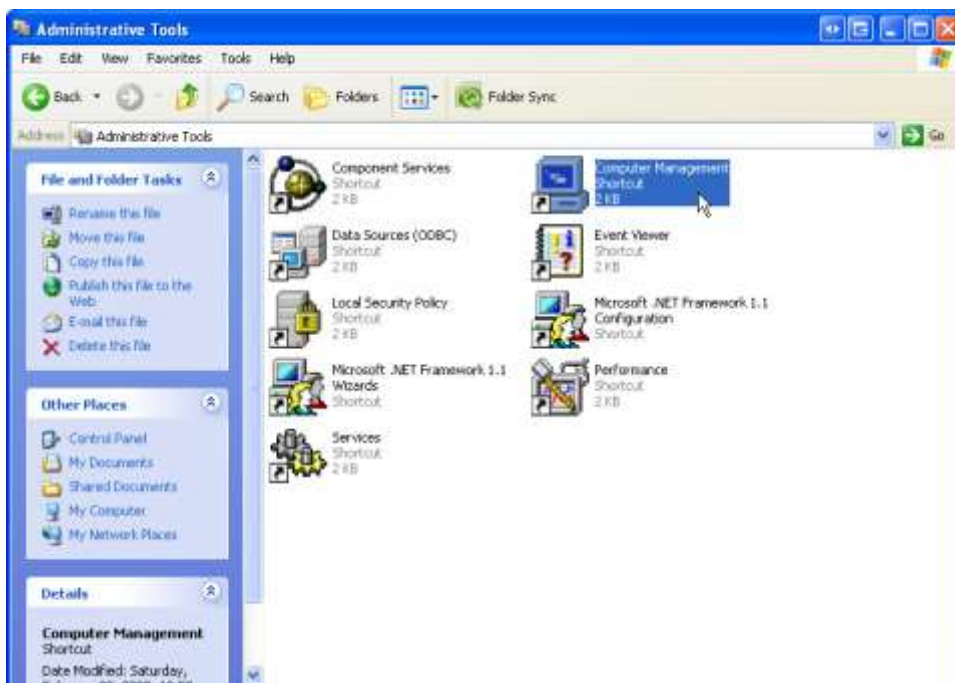 Administrative Tools
File Edit View Favorites Tools Help
Back Search Folders Folder Sync
Address Administrative Tools Go
File and Folder Tasks
Rename this file
Move this file
Copy this file
Publish this file to the
Web
E-mail this file
Delete this file
Other Places
Control Panel
My Documents
Shared Documents
My Computer
My Network Places
Details
Computer Management
Shortcut
Date Modified: Saturday,
Component Services
Shortcut
2 KB
Computer Management
Shortcut
2 KB
Data Sources (ODBC)
Shortcut
2 KB
Event Viewer
Shortcut
2 KB
Local Security Policy
Shortcut
2 KB
Microsoft .NET Framework 1.1
Configuration
Shortcut
Microsoft .NET Framework 1.1
Wizards
Shortcut
Performance
Shortcut
2 KB
Services
Shortcut
2 KB